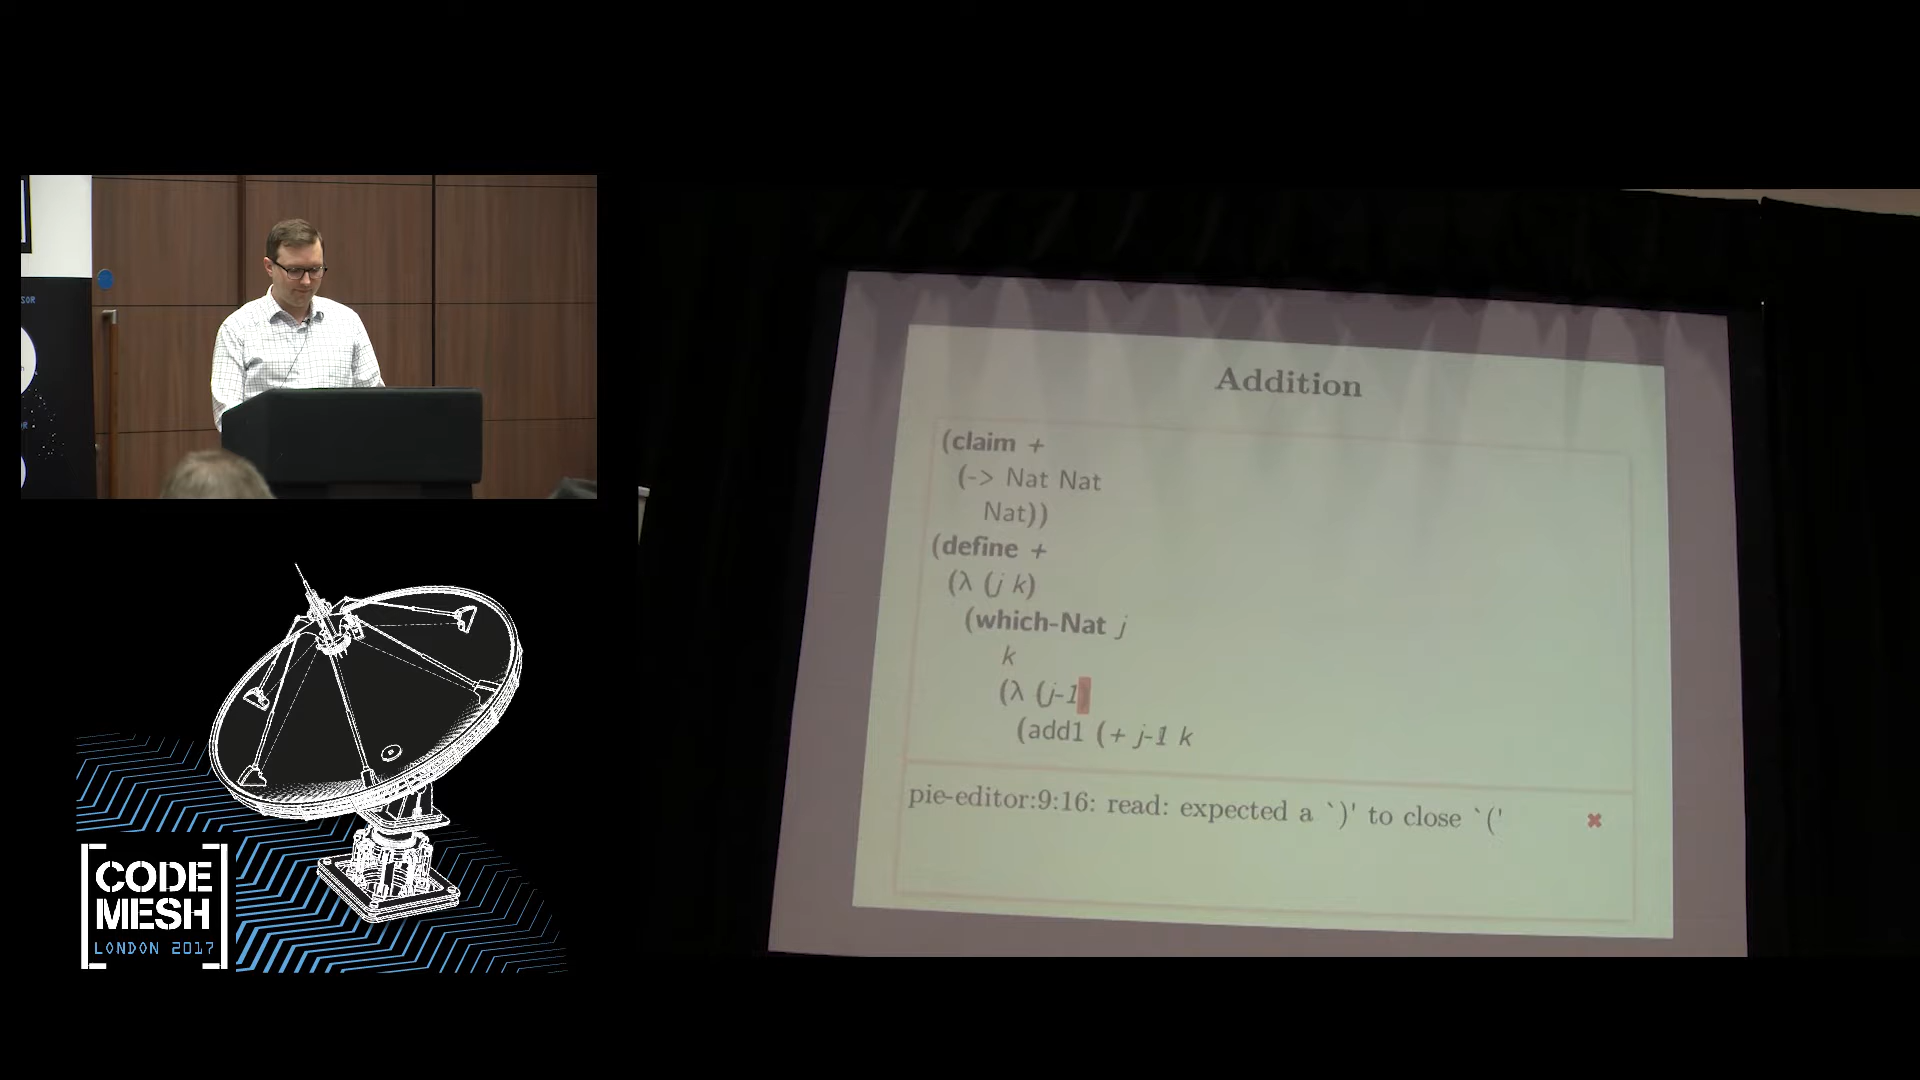 SOR
Addition
(claim +
(-> Nat Nat
Nat))
(define +
(λ (j k)
(which-Nat j
k
(λ (j-1)
(add1 (+ j-1 k
pie-editor:9:16: read: expected a `)' to close `('
CODE
MESH
LONDON 2017